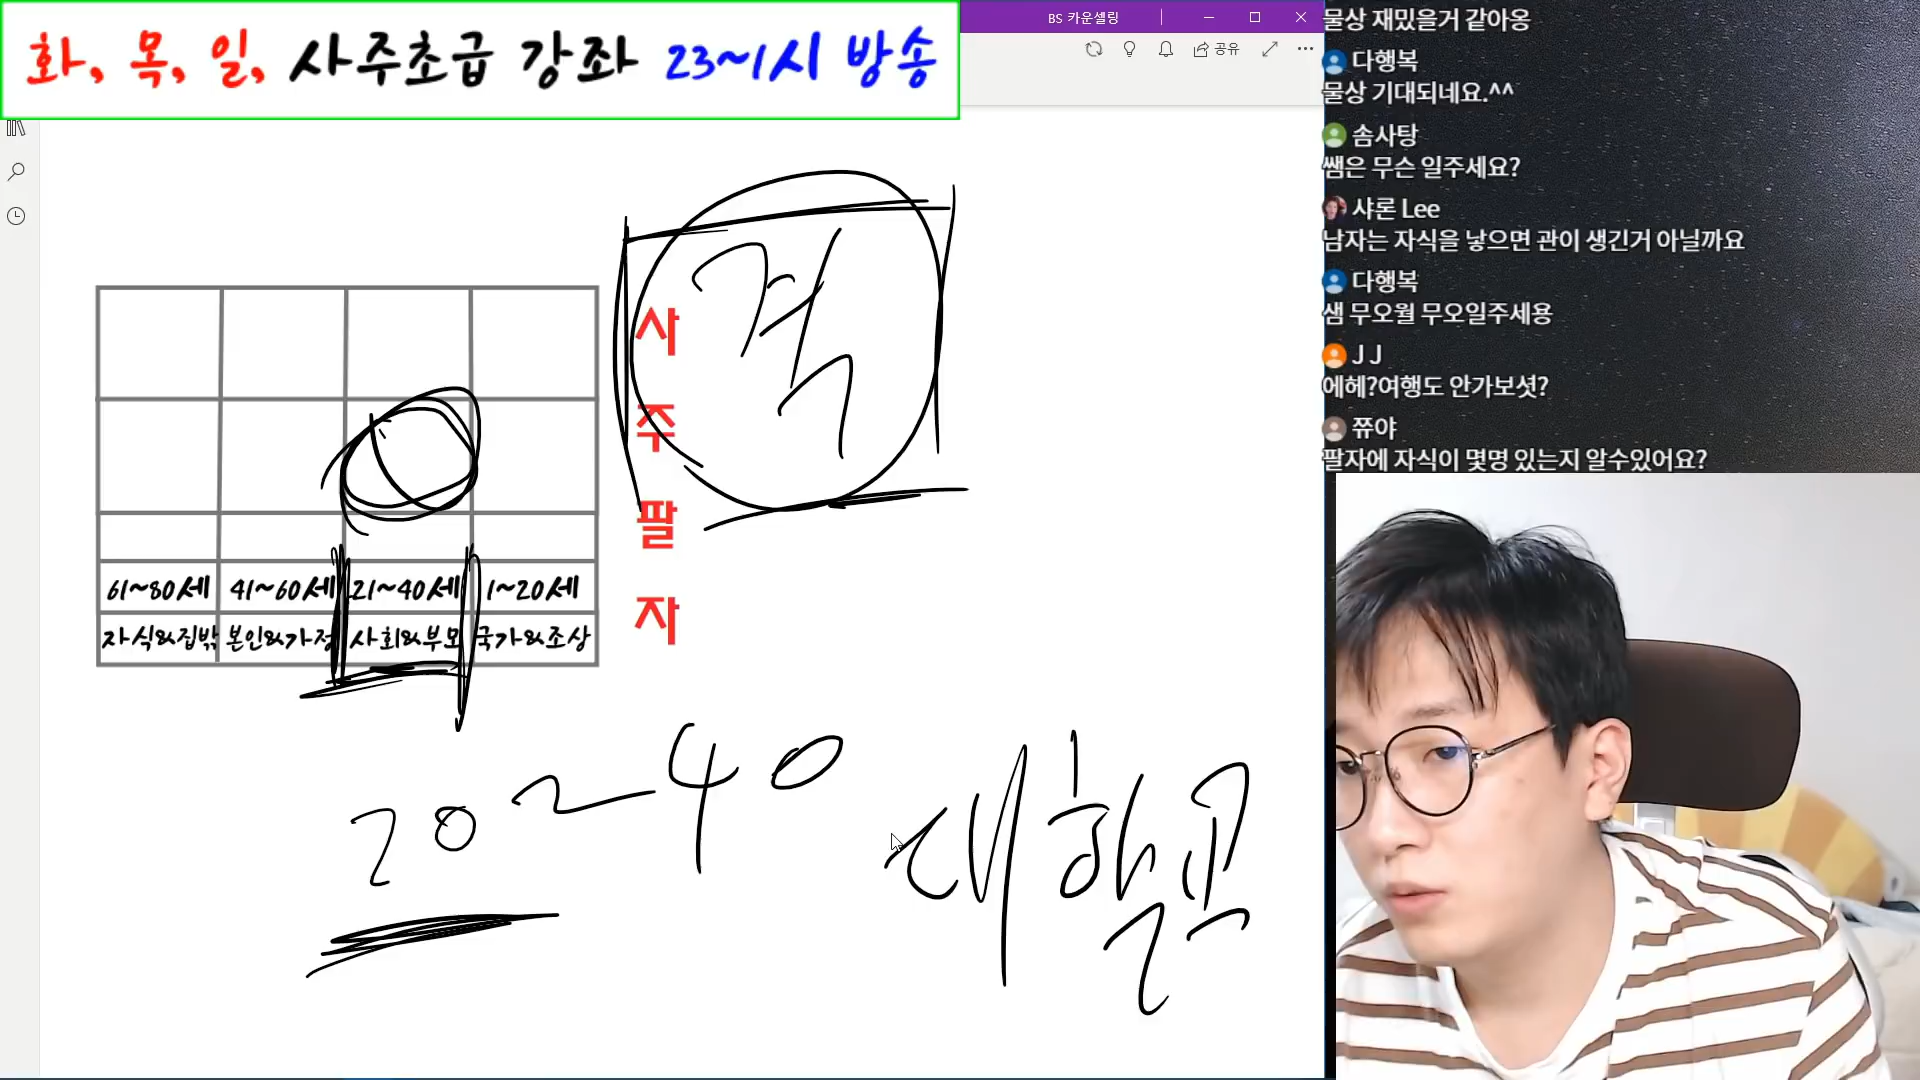 화, 목, 일, 사주초급 강좌 23~1시 방송
BS 카운셀링
공유
격
사
주
팔
자
61~80세 41~60세 21~40세 1~20세
자식&집밖 본인&가정 사회&부모 국가&조상
20~40 대학교
물상 재밌을거 같아옹
다행복
물상 기대되네요.^^
솜사탕
쌤은 무슨 일주세요?
샤론 Lee
남자는 자식을 낳으면 관이 생긴거 아닐까요
다행복
샘 무오월 무오일주세용
J J
에헤?여행도 안가보셧?
쮸야
팔자에 자식이 몇명 있는지 알수있어요?